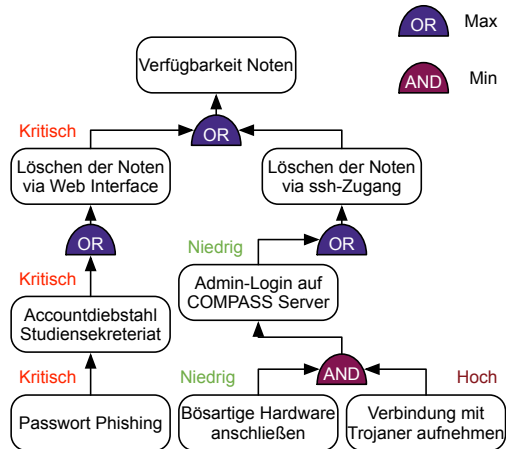 OR Max
Verfügbarkeit Noten
AND Min
Kritisch
OR
Löschen der Noten
via Web Interface
Löschen der Noten
via ssh-Zugang
OR
Niedrig
OR
Kritisch
Admin-Login auf
COMPASS Server
Accountdiebstahl
Studiensekreteriat
Kritisch
Niedrig
AND
Hoch
Passwort Phishing
Bösartige Hardware
anschließen
Verbindung mit
Trojaner aufnehmen